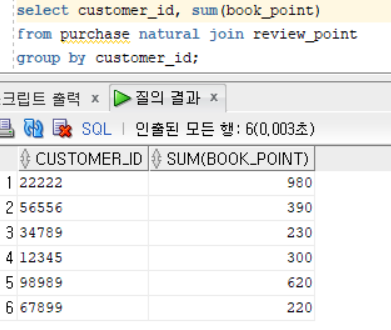 select customer_id, sum(book_point)
from purchase natural join review_point
group by customer_id;
크립트 출력 x 질의 결과 x
SQL | 인출된 모든 행: 6(0,003초)
CUSTOMER_ID SUM(BOOK_POINT)
1 22222 980
2 56556 390
3 34789 230
4 12345 300
5 98989 620
6 67899 220